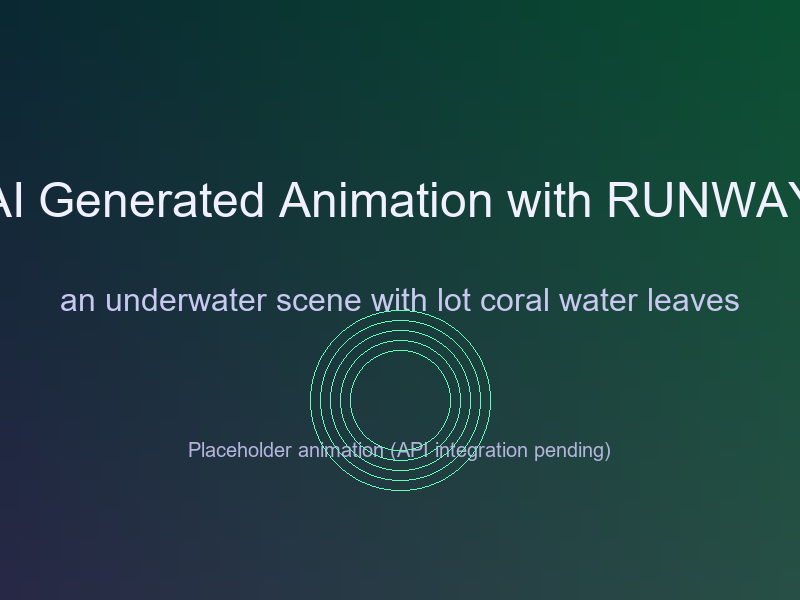 AI Generated Animation with RUNWAY
an underwater scene with lot coral water leaves
Placeholder animation (API integration pending)